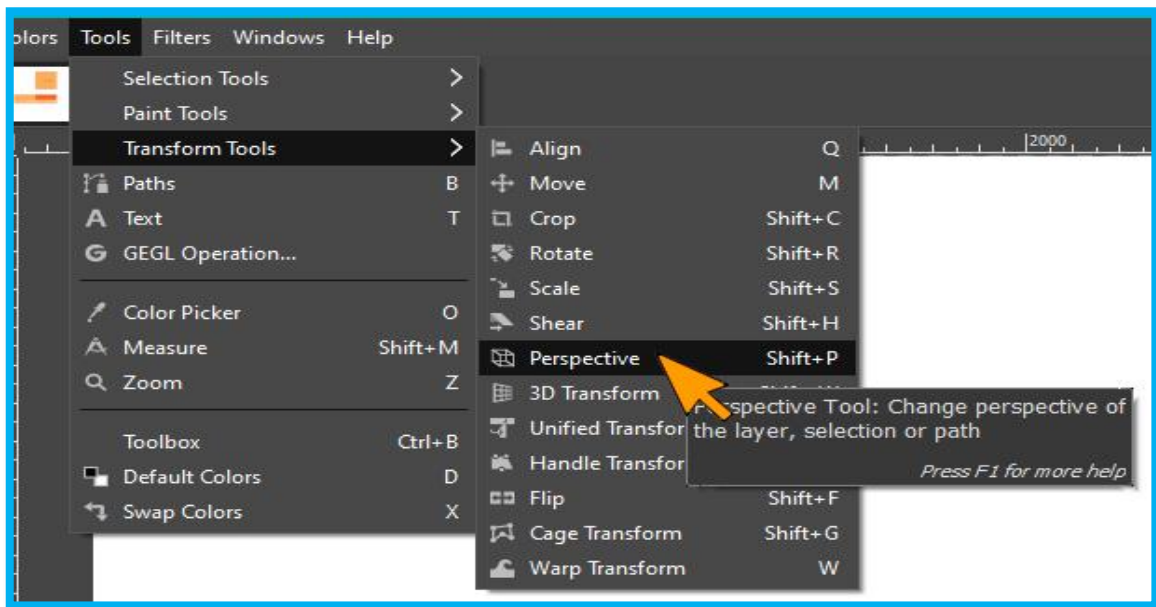 olors Tools Filters Windows Help
Selection Tools
Paint Tools
Transform Tools
Paths B
Text T
GEGL Operation...
Color Picker O
Measure Shift+M
Zoom Z
Toolbox Ctrl+B
Default Colors D
Swap Colors X
2000
Align Q
Move M
Crop Shift+C
Rotate Shift+R
Scale Shift+S
Shear Shift+H
Perspective Shift+P
3D Transform
Unified Transfor
Handle Transfor
Flip Shift+F
Cage Transform Shift+G
Warp Transform W
erspective Tool: Change perspective of
the layer, selection or path
Press F1 for more help